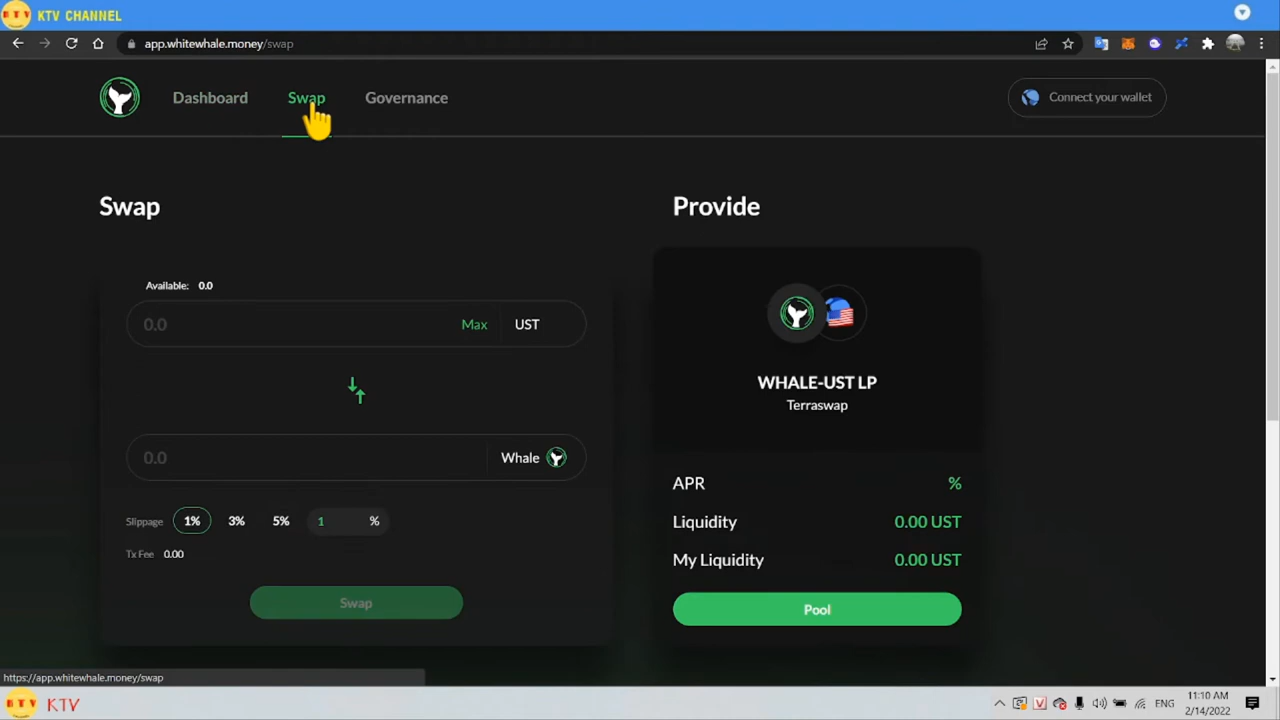 KTV CHANNEL
app.whitewhale.money/swap
Dashboard Swap Governance Connect your wallet
Swap
Available: 0.0
0.0 Max UST
0.0 Whale
Slippage 1% 3% 5% 1 %
Tx Fee 0.00
Swap
Provide
WHALE-UST LP
Terraswap
APR %
Liquidity 0.00 UST
My Liquidity 0.00 UST
Pool
https://app.whitewhale.money/swap
KTV KTV
ENG
11:10 AM
2/14/2022